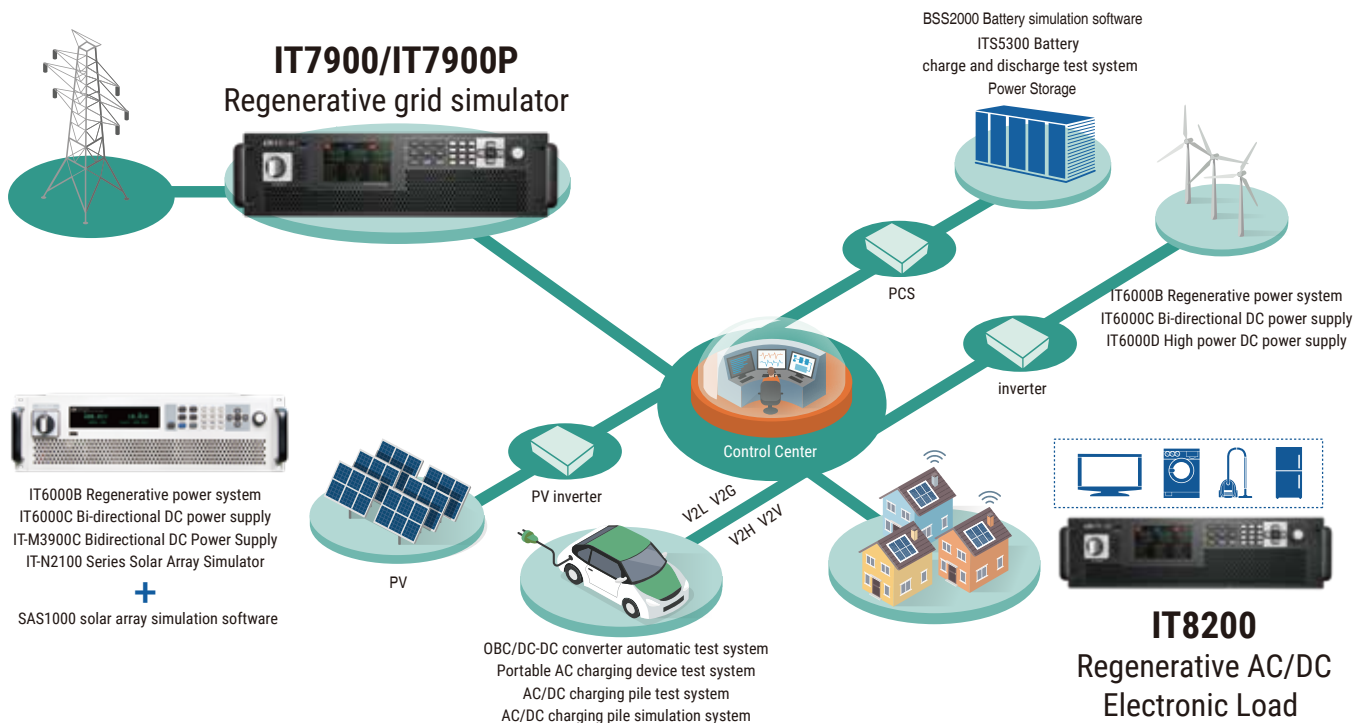 IT7900/IT7900P
Regenerative grid simulator
BSS2000 Battery simulation software
ITS5300 Battery
charge and discharge test system
Power Storage
PCS
IT6000B Regenerative power system
IT6000C Bi-directional DC power supply
IT6000D High power DC power supply
inverter
Control Center
IT6000B Regenerative power system
IT6000C Bi-directional DC power supply
IT-M3900C Bidirectional DC Power Supply
IT-N2100 Series Solar Array Simulator
+
SAS1000 solar array simulation software
PV inverter
PV
V2L V2G
V2H V2V
OBC/DC-DC converter automatic test system
Portable AC charging device test system
AC/DC charging pile test system
AC/DC charging pile simulation system
IT8200
Regenerative AC/DC
Electronic Load